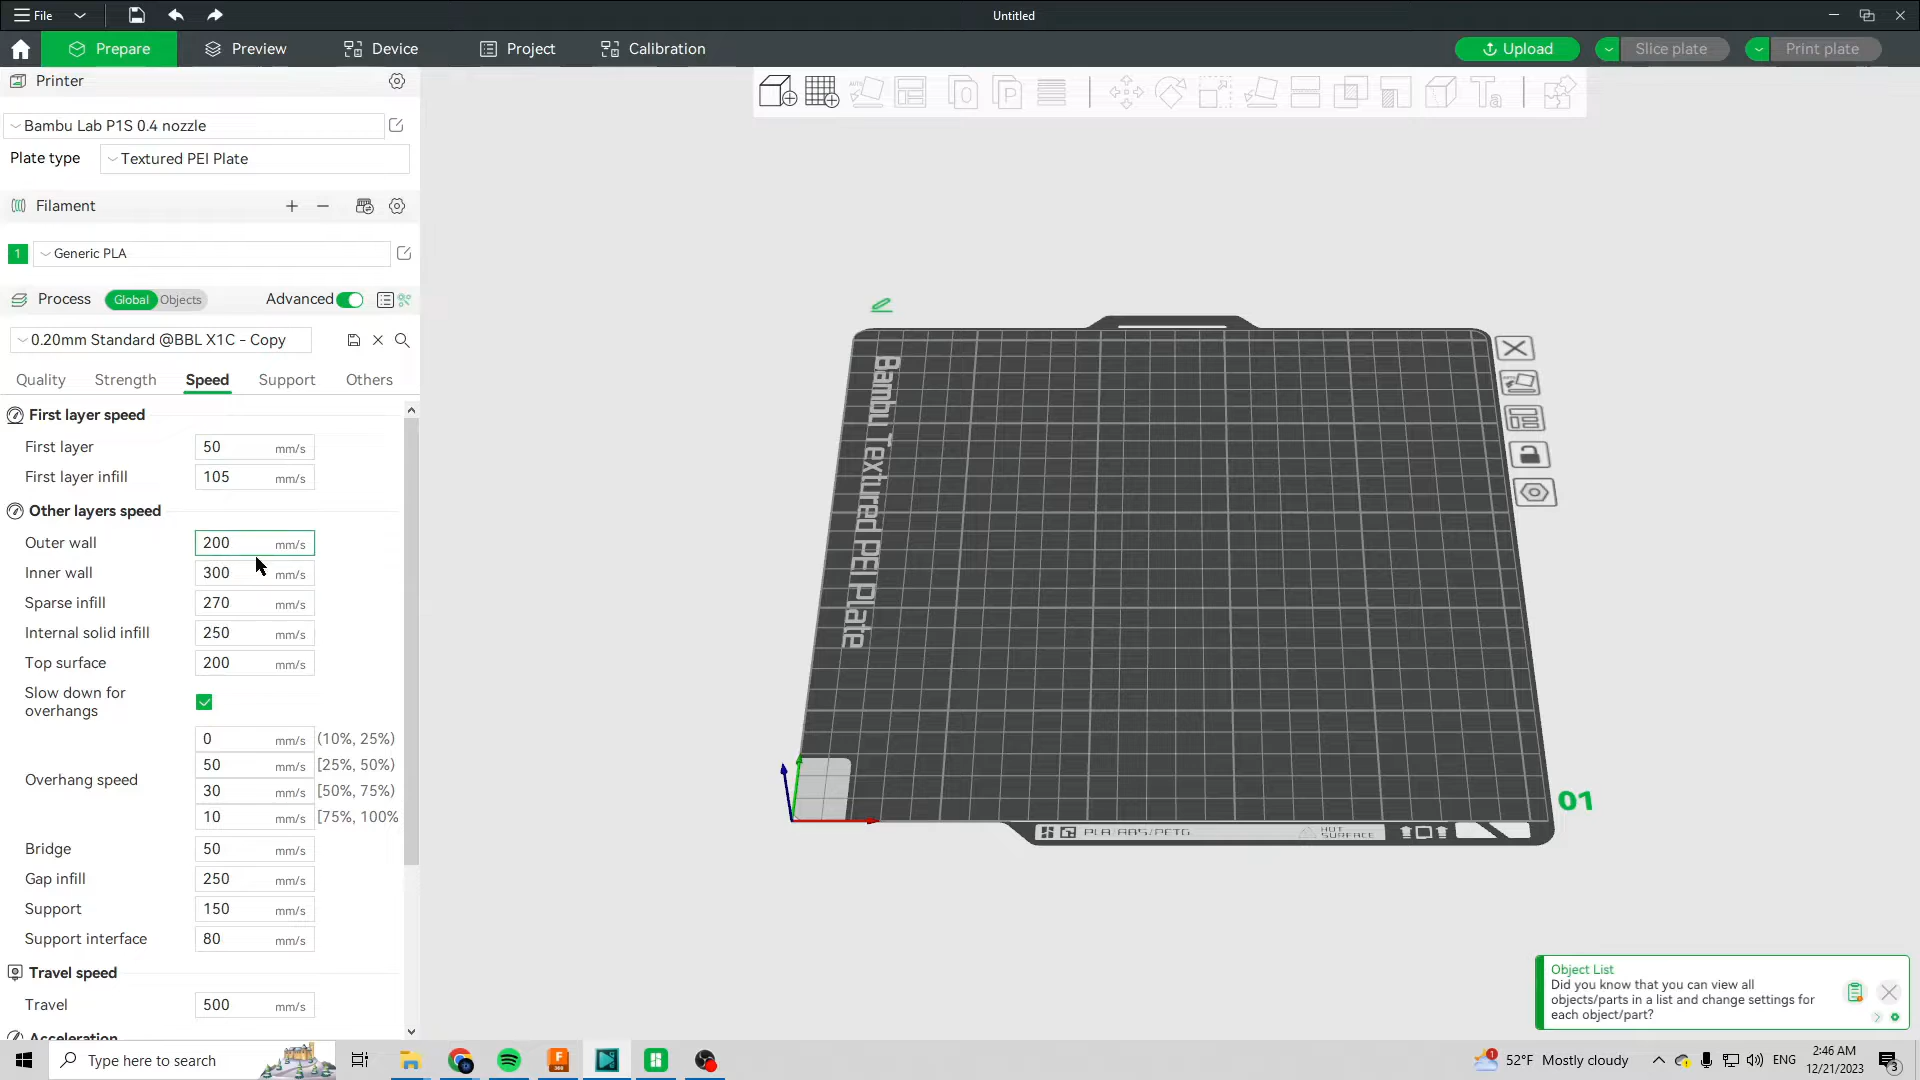 File
Untitled
Prepare
Preview
Device
Project
Calibration
Upload
Slice plate
Print plate
Printer
Bambu Lab P1S 0.4 nozzle
Plate type
Textured PEI Plate
Filament
1
Generic PLA
Process
Global
Objects
Advanced
0.20mm Standard @BBL X1C - Copy
Quality
Strength
Speed
Support
Others
First layer speed
First layer 50 mm/s
First layer infill 105 mm/s
Other layers speed
Outer wall 200 mm/s
Inner wall 300 mm/s
Sparse infill 270 mm/s
Internal solid infill 250 mm/s
Top surface 200 mm/s
Slow down for
overhangs
0 mm/s (10%, 25%)
50 mm/s [25%, 50%)
Overhang speed
30 mm/s [50%, 75%)
10 mm/s [75%, 100%
Bridge 50 mm/s
Gap infill 250 mm/s
Support 150 mm/s
Support interface 80 mm/s
Travel speed
Travel 500 mm/s
Acceleration
AUTO
Bambu Textured PEI Plate
01
PLA/ABS/PETG
HOT
SURFACE
Object List
Did you know that you can view all
objects/parts in a list and change settings for
each object/part?
Type here to search
52°F Mostly cloudy
ENG
2:46 AM
12/21/2023
3